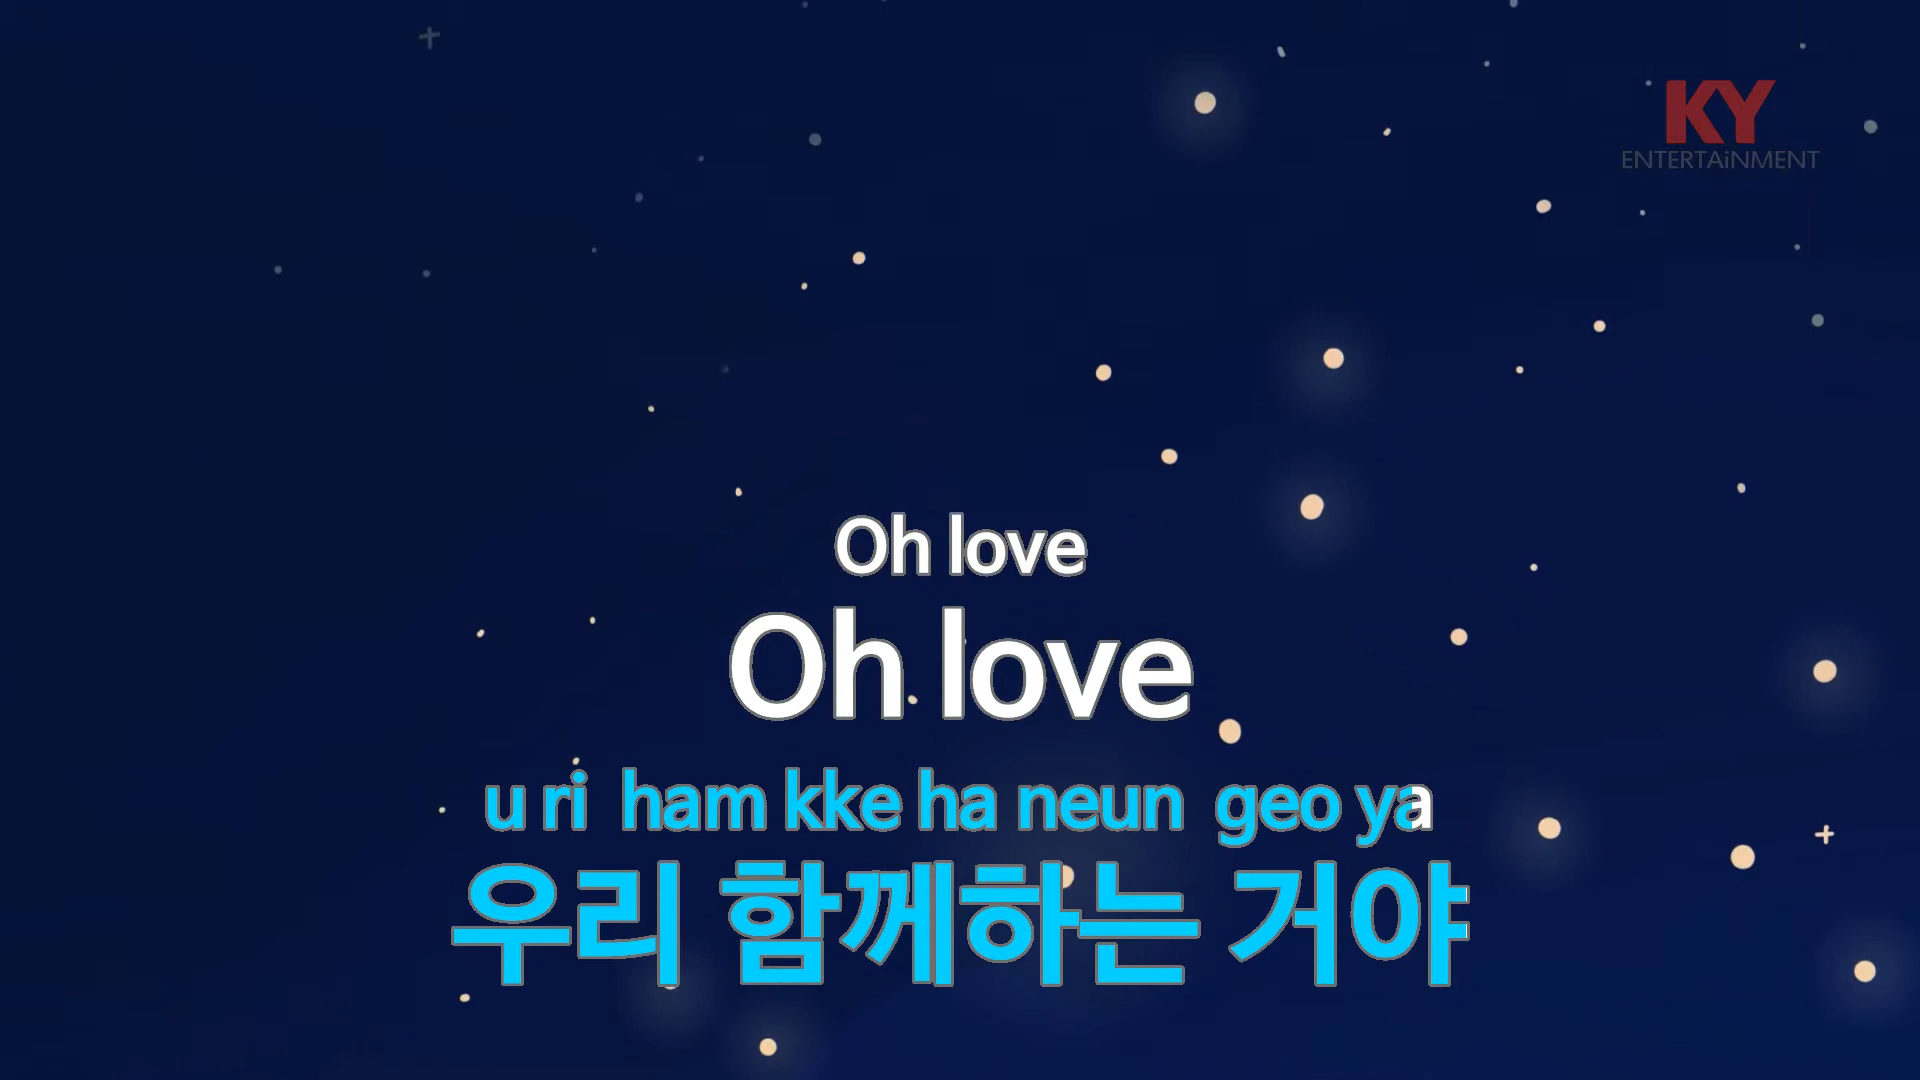 KY
ENTERTAiNMENT
Oh love
Oh love
u ri ham kke ha neun geo ya
우리 함께하는 거야